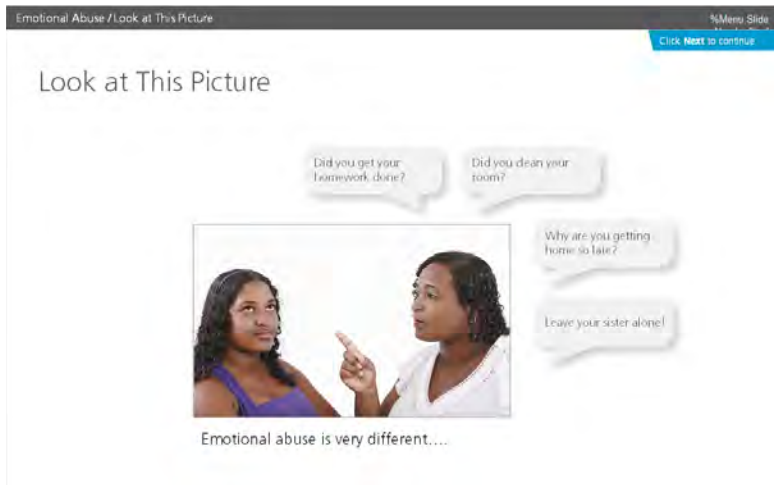 Emotional Abuse / Look at This Picture
%Menu Slide
Click Next to continue
Look at This Picture
Did you get your
homework done?
Did you clean your
room?
Why are you getting
home so late?
Leave your sister alone!
Emotional abuse is very different....